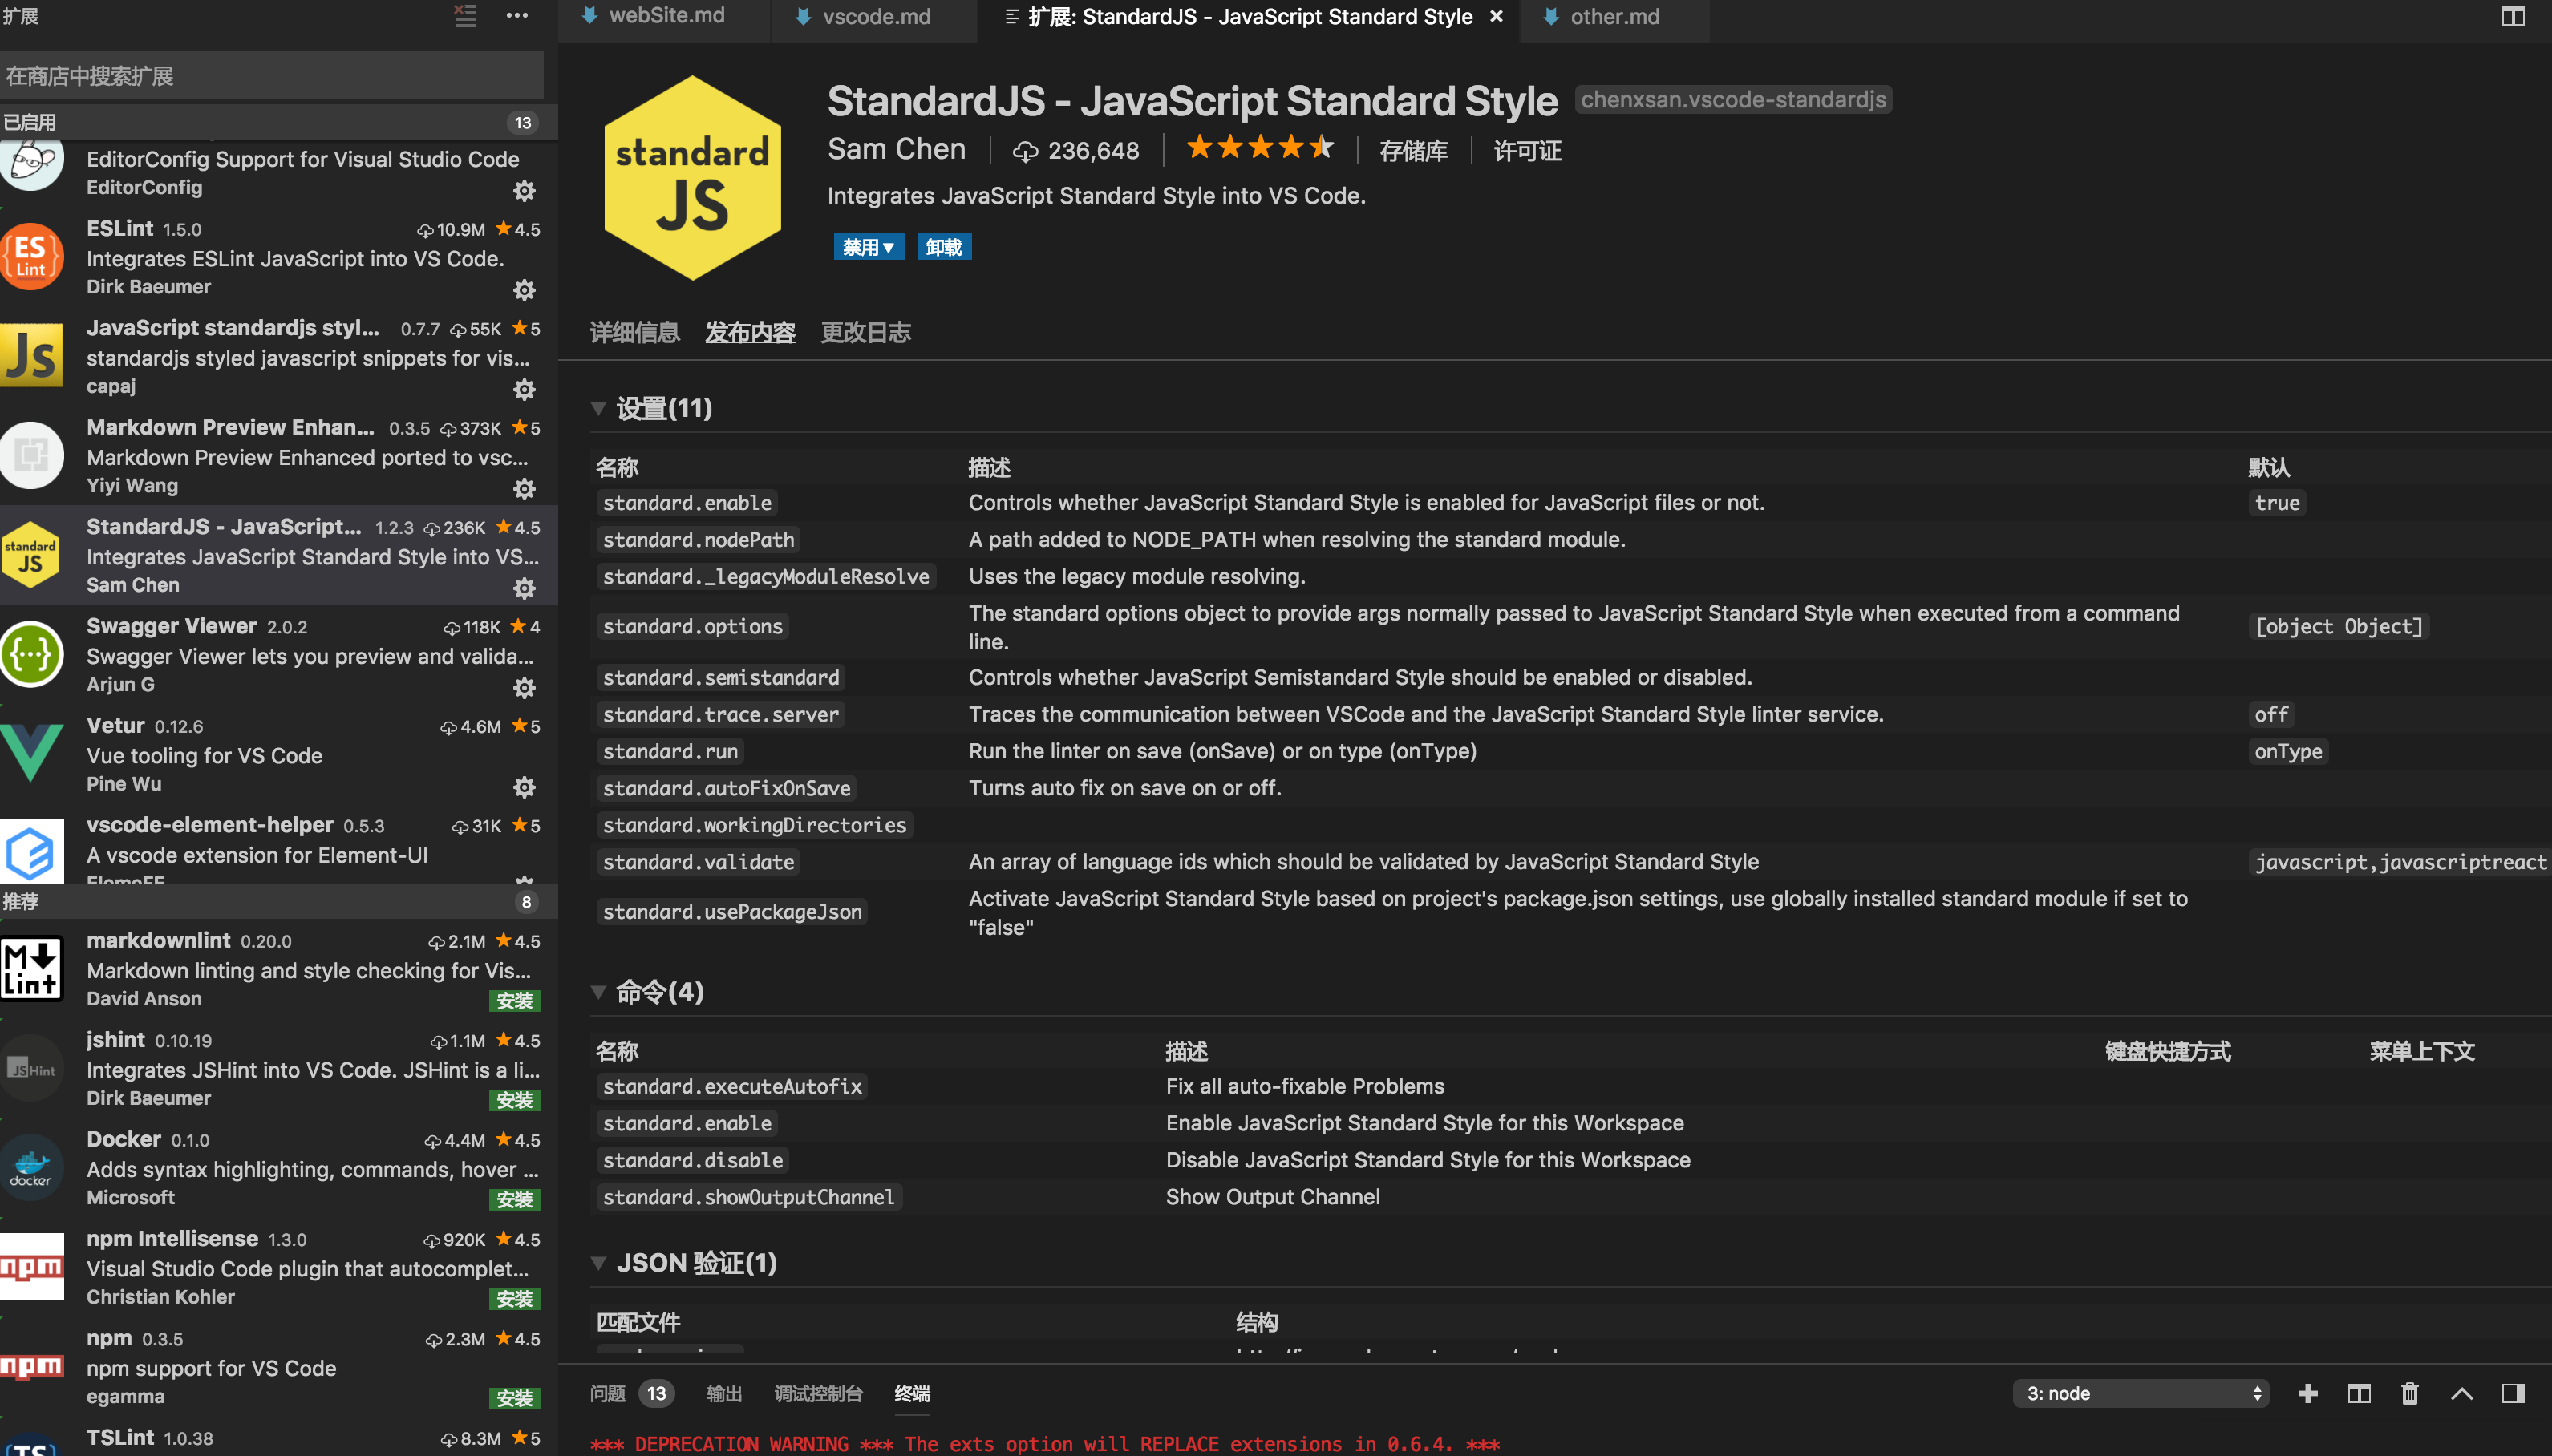 扩展
在商店中搜索扩展
已启用 13
EditorConfig Support for Visual Studio Code
EditorConfig
ESLint 1.5.0 10.9M ★4.5
Integrates ESLint JavaScript into VS Code.
Dirk Baeumer
JavaScript standardjs styl... 0.7.7 55K ★5
standardjs styled javascript snippets for vis...
capaj
Markdown Preview Enhan... 0.3.5 373K ★5
Markdown Preview Enhanced ported to vsc...
Yiyi Wang
StandardJS - JavaScript... 1.2.3 236K ★4.5
Integrates JavaScript Standard Style into VS...
Sam Chen
Swagger Viewer 2.0.2 118K ★4
Swagger Viewer lets you preview and valida...
Arjun G
Vetur 0.12.6 4.6M ★5
Vue tooling for VS Code
Pine Wu
vscode-element-helper 0.5.3 31K ★5
A vscode extension for Element-UI
ElemeFE
推荐 8
markdownlint 0.20.0 2.1M ★4.5
Markdown linting and style checking for Vis...
David Anson 安装
jshint 0.10.19 1.1M ★4.5
Integrates JSHint into VS Code. JSHint is a li...
Dirk Baeumer 安装
Docker 0.1.0 4.4M ★4.5
Adds syntax highlighting, commands, hover ...
Microsoft 安装
npm Intellisense 1.3.0 920K ★4.5
Visual Studio Code plugin that autocomplet...
Christian Kohler 安装
npm 0.3.5 2.3M ★4.5
npm support for VS Code
egamma 安装
TSLint 1.0.38 8.3M ★5
ES
Lint
Js
standard
JS
{···}
M
Lint
JSHint
docker
npm
npm
TS
webSite.md vscode.md 扩展: StandardJS - JavaScript Standard Style × other.md
standard
JS
StandardJS - JavaScript Standard Style chenxsan.vscode-standardjs
Sam Chen 236,648 存储库 许可证
Integrates JavaScript Standard Style into VS Code.
禁用▼ 卸载
详细信息 发布内容 更改日志
设置(11)
名称 描述 默认
standard.enable Controls whether JavaScript Standard Style is enabled for JavaScript files or not. true
standard.nodePath A path added to NODE_PATH when resolving the standard module.
standard._legacyModuleResolve Uses the legacy module resolving.
standard.options The standard options object to provide args normally passed to JavaScript Standard Style when executed from a command [object Object]
line.
standard.semistandard Controls whether JavaScript Semistandard Style should be enabled or disabled.
standard.trace.server Traces the communication between VSCode and the JavaScript Standard Style linter service. off
standard.run Run the linter on save (onSave) or on type (onType) onType
standard.autoFixOnSave Turns auto fix on save on or off.
standard.workingDirectories
standard.validate An array of language ids which should be validated by JavaScript Standard Style javascript,javascriptreact
standard.usePackageJson Activate JavaScript Standard Style based on project's package.json settings, use globally installed standard module if set to
"false"
命令(4)
名称 描述 键盘快捷方式 菜单上下文
standard.executeAutofix Fix all auto-fixable Problems
standard.enable Enable JavaScript Standard Style for this Workspace
standard.disable Disable JavaScript Standard Style for this Workspace
standard.showOutputChannel Show Output Channel
JSON 验证(1)
匹配文件 结构
问题 13 输出 调试控制台 终端 3: node
*** DEPRECATION WARNING *** The exts option will REPLACE extensions in 0.6.4. ***